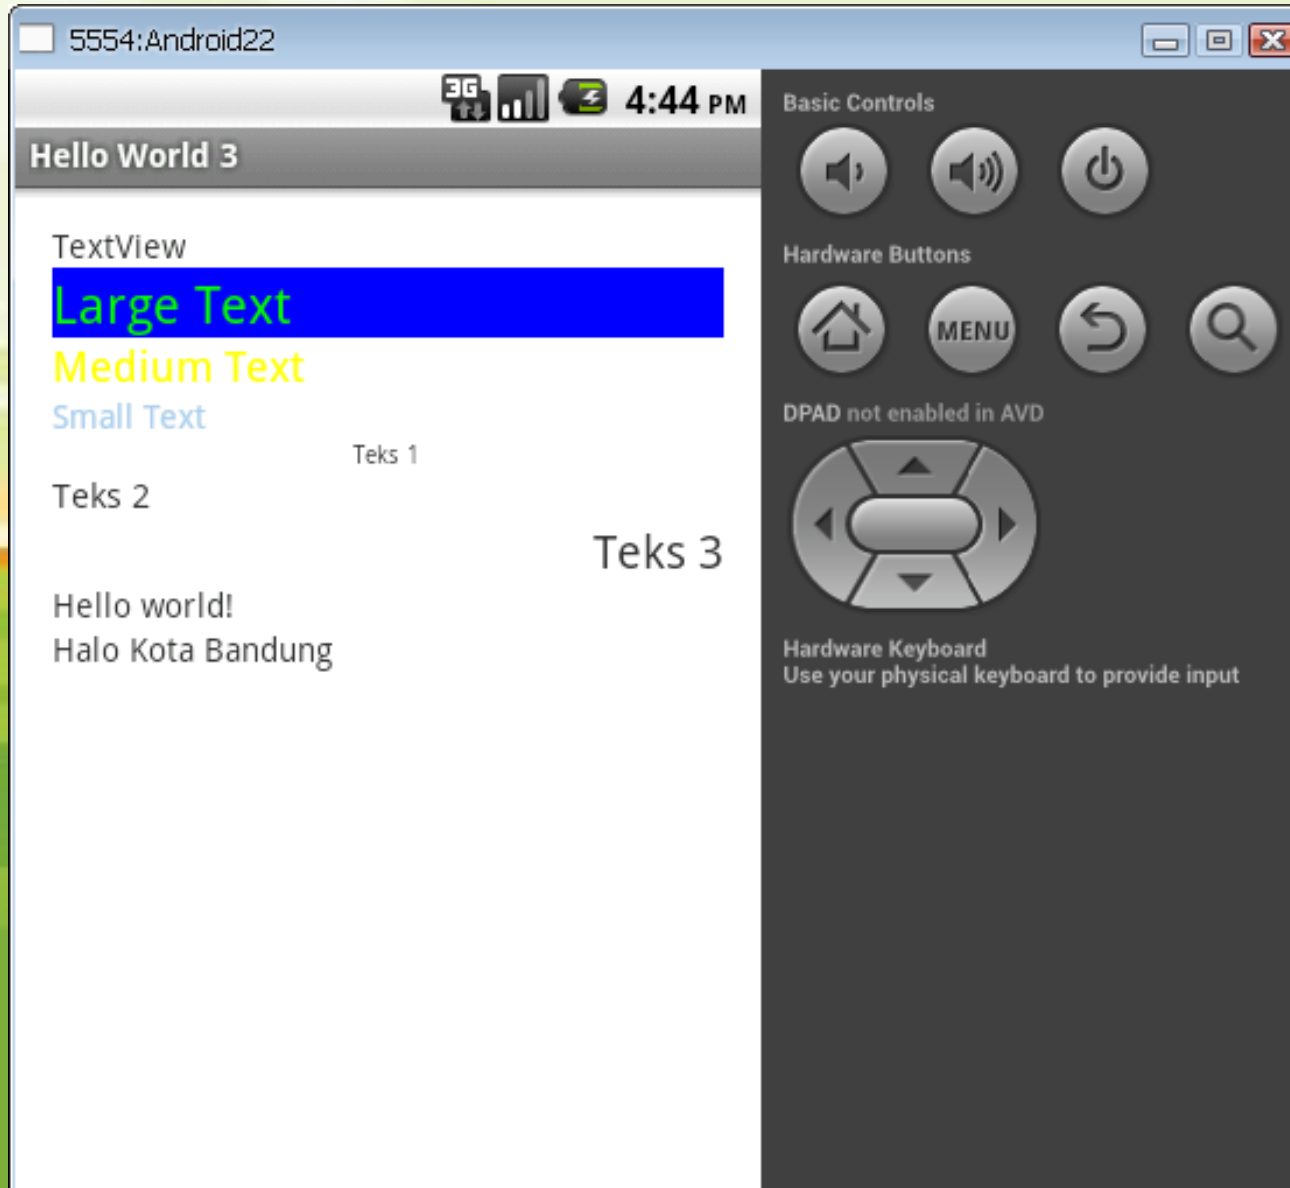 5554:Android22
3G 4:44 PM
Hello World 3
TextView
Large Text
Medium Text
Small Text
Teks 1
Teks 2
Teks 3
Hello world!
Halo Kota Bandung
Basic Controls
Hardware Buttons
MENU
DPAD not enabled in AVD
Hardware Keyboard
Use your physical keyboard to provide input